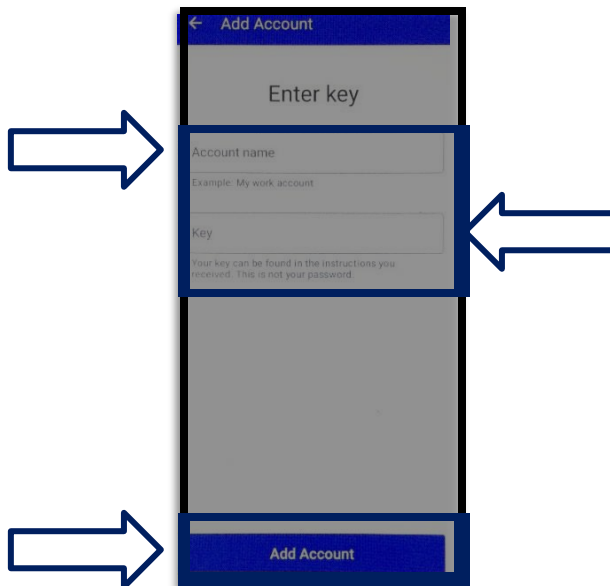 ← Add Account
Enter key
Account name
Example: My work account
Key
Your key can be found in the instructions you
received. This is not your password.
Add Account